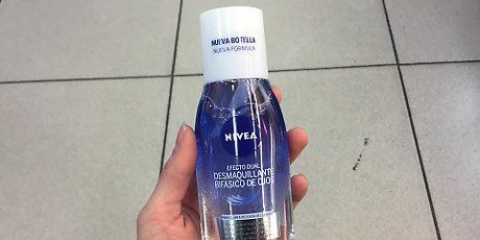 NUEVA BOTELLA
NUEVA FÓRMULA
NIVEA
EFECTO DUAL
DESMAQUILLANTE
BIFÁSICO DE OJOS